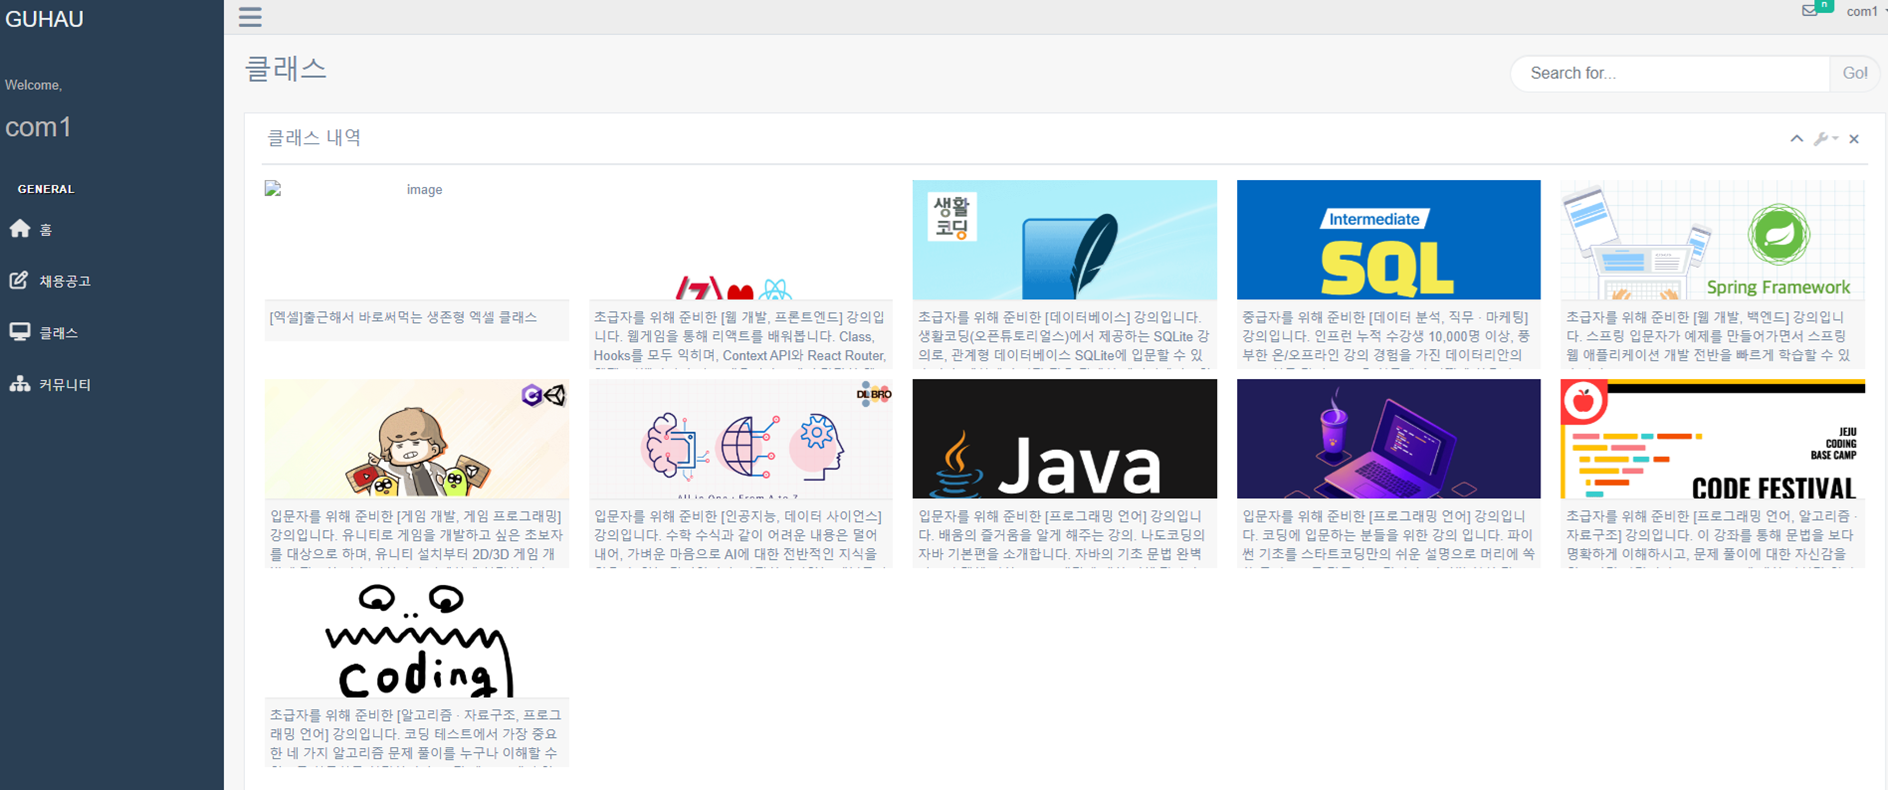 GUHAU
n
com1
Welcome,
com1
GENERAL
홈
채용공고
클래스
커뮤니티
클래스
Search for...
Go!
클래스 내역
image
[엑셀]출근해서 바로써먹는 생존형 엑셀 클래스
초급자를 위해 준비한 [웹 개발, 프론트엔드] 강의입
니다. 웹게임을 통해 리액트를 배워봅니다. Class,
Hooks를 모두 익히며, Context API와 React Router,
생활
코딩
초급자를 위해 준비한 [데이터베이스] 강의입니다.
생활코딩(오픈튜토리얼스)에서 제공하는 SQLite 강
의로, 관계형 데이터베이스 SQLite에 입문할 수 있
Intermediate
SQL
중급자를 위해 준비한 [데이터 분석, 직무 · 마케팅]
강의입니다. 인프런 누적 수강생 10,000명 이상, 풍
부한 온/오프라인 강의 경험을 가진 데이터리안의
Spring Framework
초급자를 위해 준비한 [웹 개발, 백엔드] 강의입니
다. 스프링 입문자가 예제를 만들어가면서 스프링
웹 애플리케이션 개발 전반을 빠르게 학습할 수 있
입문자를 위해 준비한 [게임 개발, 게임 프로그래밍]
강의입니다. 유니티로 게임을 개발하고 싶은 초보자
를 대상으로 하며, 유니티 설치부터 2D/3D 게임 개
DL BRO
All in One : From A to Z
입문자를 위해 준비한 [인공지능, 데이터 사이언스]
강의입니다. 수학 수식과 같이 어려운 내용은 덜어
내어, 가벼운 마음으로 AI에 대한 전반적인 지식을
Java
입문자를 위해 준비한 [프로그래밍 언어] 강의입니
다. 배움의 즐거움을 알게 해주는 강의. 나도코딩의
자바 기본편을 소개합니다. 자바의 기초 문법 완벽
입문자를 위해 준비한 [프로그래밍 언어] 강의입니
다. 코딩에 입문하는 분들을 위한 강의 입니다. 파이
썬 기초를 스타트코딩만의 쉬운 설명으로 머리에 쏙
JEJU
CODING
BASE CAMP
CODE FESTIVAL
초급자를 위해 준비한 [프로그래밍 언어, 알고리즘 ·
자료구조] 강의입니다. 이 강좌를 통해 문법을 보다
명확하게 이해하시고, 문제 풀이에 대한 자신감을
coding
초급자를 위해 준비한 [알고리즘 · 자료구조, 프로그
래밍 언어] 강의입니다. 코딩 테스트에서 가장 중요
한 네 가지 알고리즘 문제 풀이를 누구나 이해할 수